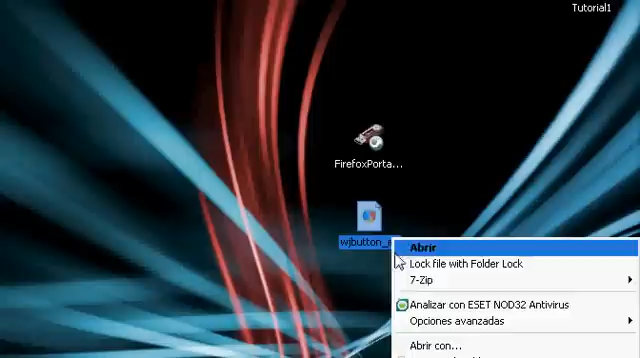 Tutorial1
FirefoxPorta...
wjbutton_
Abrir
Lock file with Folder Lock
7-Zip
Analizar con ESET NOD32 Antivirus
Opciones avanzadas
Abrir con...